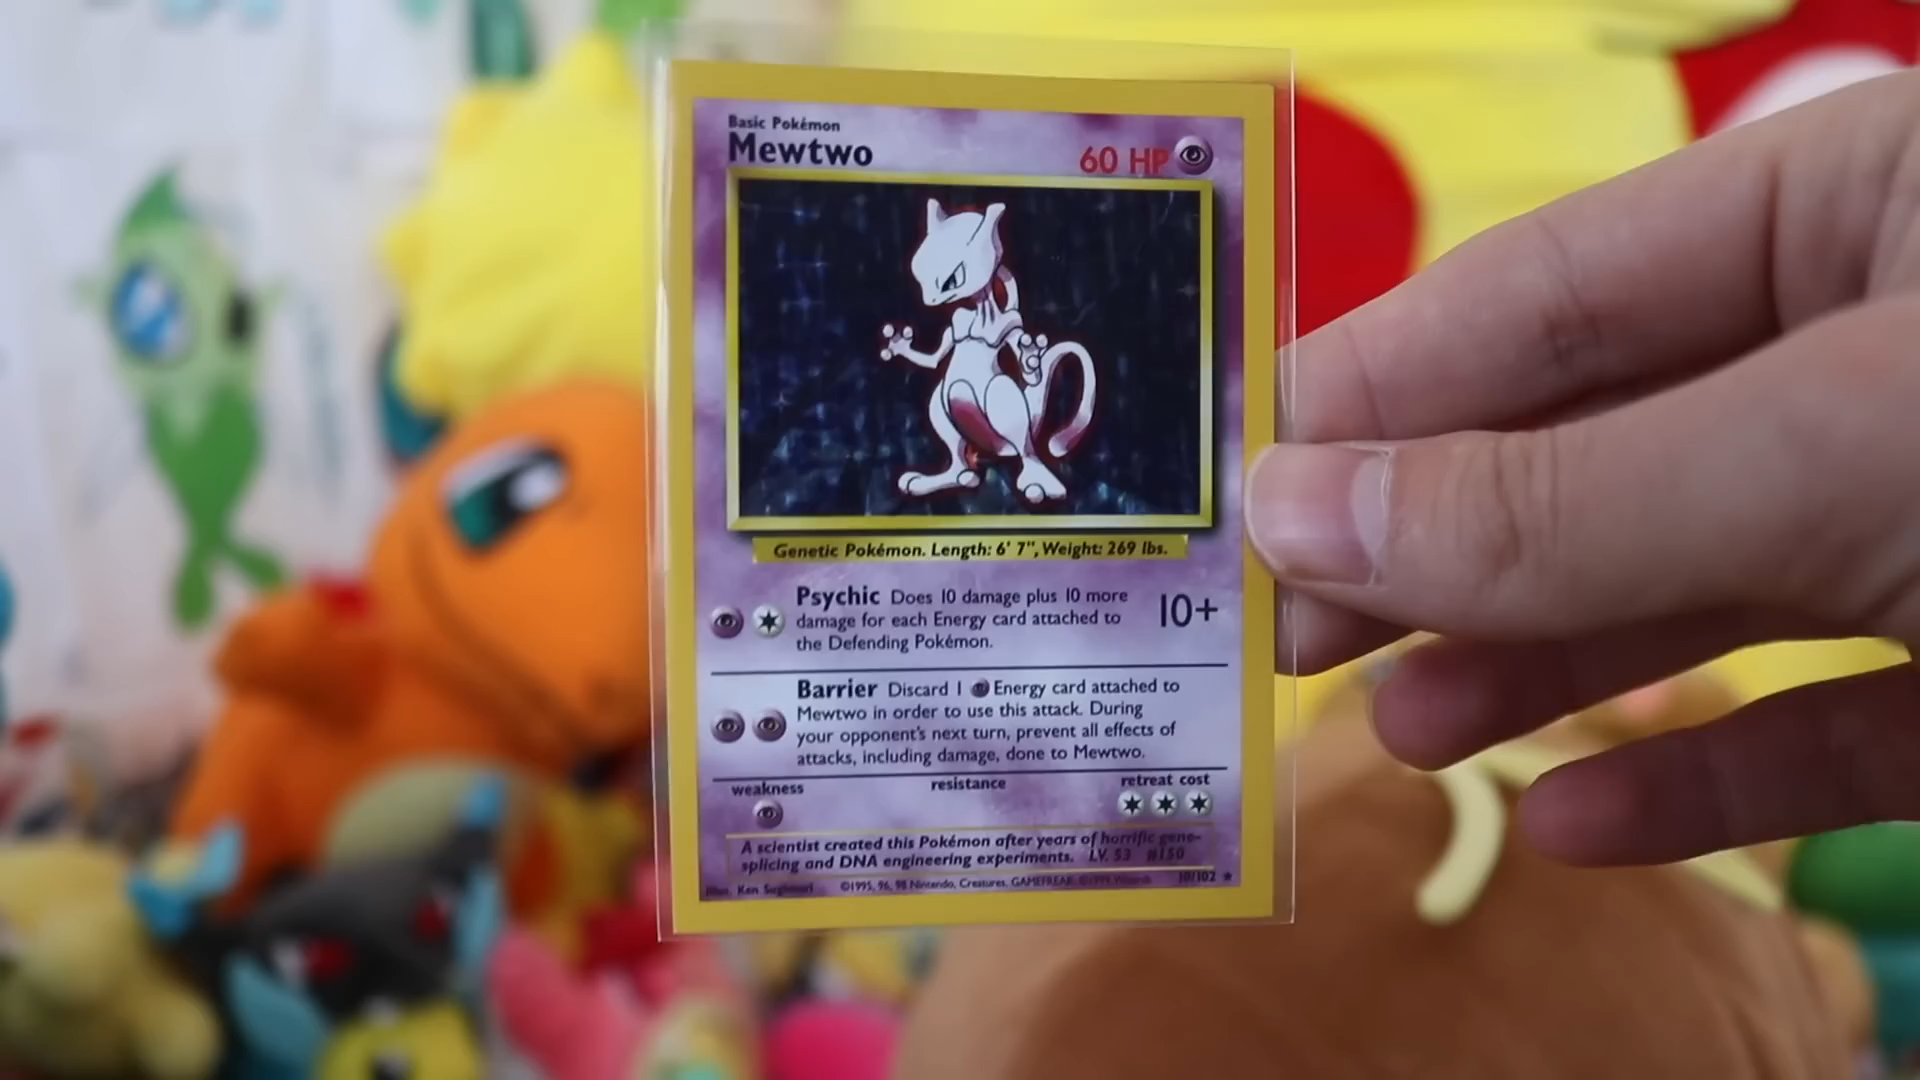 Basic Pokémon
Mewtwo
60 HP
Genetic Pokémon. Length: 6' 7", Weight: 269 lbs.
Psychic Does 10 damage plus 10 more
damage for each Energy card attached to
the Defending Pokémon.
10+
Barrier Discard 1 Energy card attached to
Mewtwo in order to use this attack. During
your opponent's next turn, prevent all effects of
attacks, including damage, done to Mewtwo.
weakness
resistance
retreat cost
A scientist created this Pokémon after years of horrific gene-
splicing and DNA engineering experiments. LV. 53 #150
Illus. Ken Sugimori ©1995, 96, 98 Nintendo, Creatures, GAMEFREAK. ©1999 Wizards. 10/102